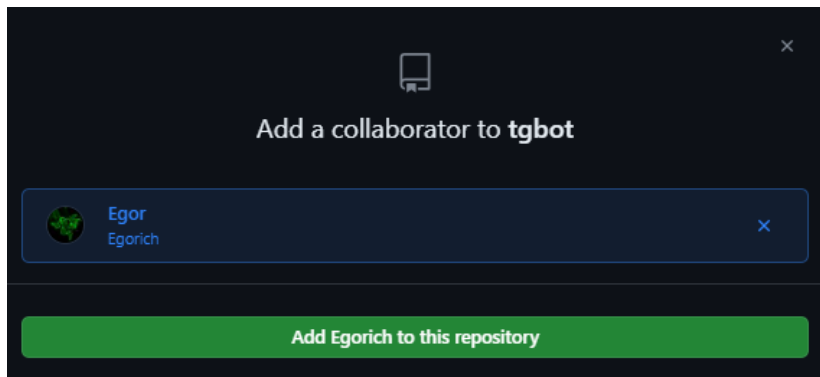 Add a collaborator to tgbot
Egor
Egorich
Add Egorich to this repository